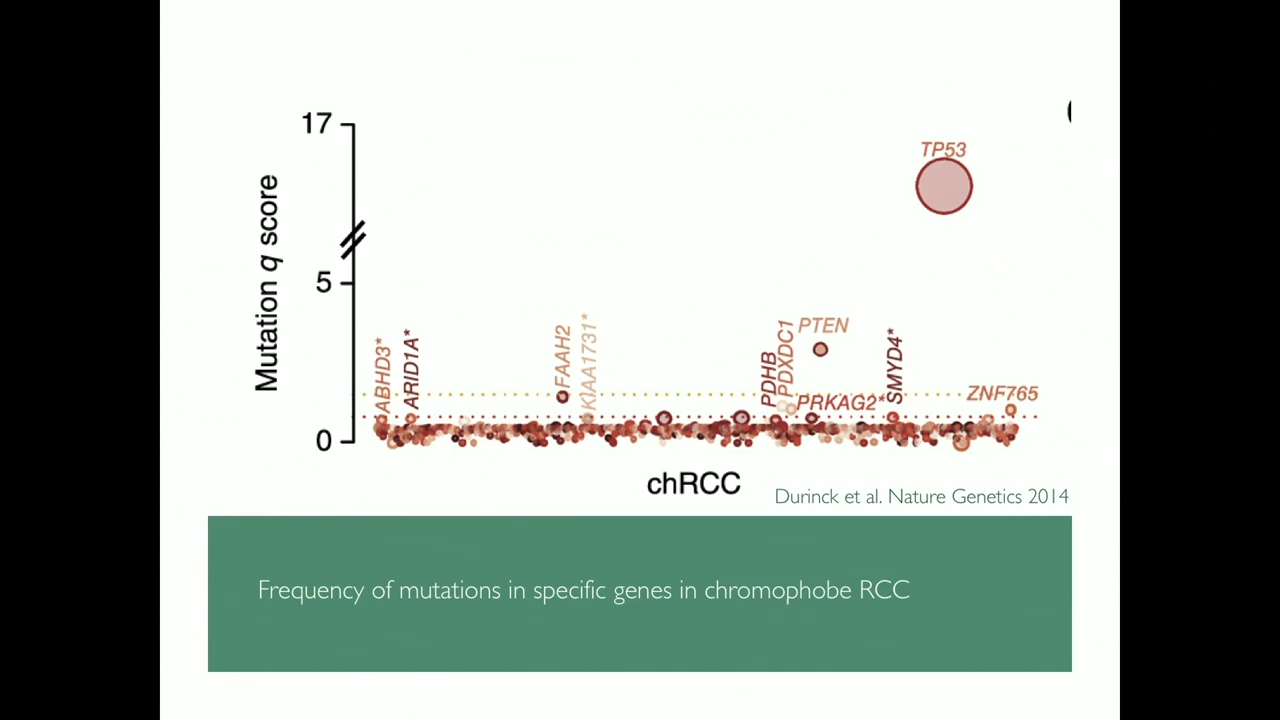 17
TP53
Mutation q score
5
ABHD3*
ARID1A*
FAAH2
KIAA1731*
PDHB
PDXDC1
PTEN
PRKAG2*
SMYD4*
ZNF765
0
chRCC
Durinck et al. Nature Genetics 2014
Frequency of mutations in specific genes in chromophobe RCC